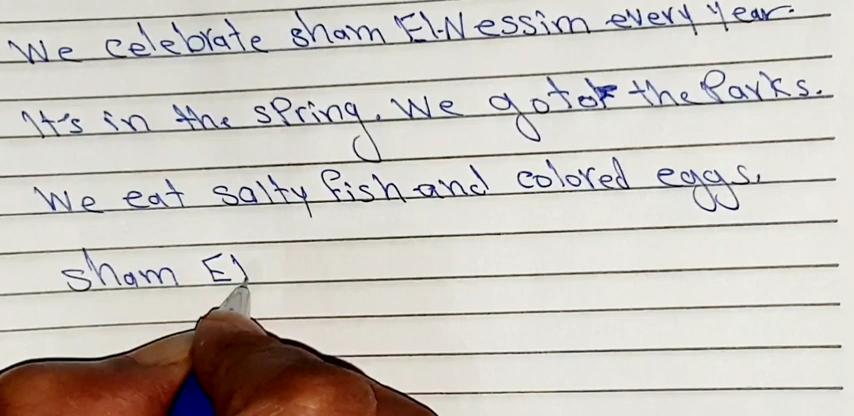 We celebrate sham El-Nessim every year.
It's in the spring. We go to the Parks.
We eat salty fish and colored eggs.
sham El